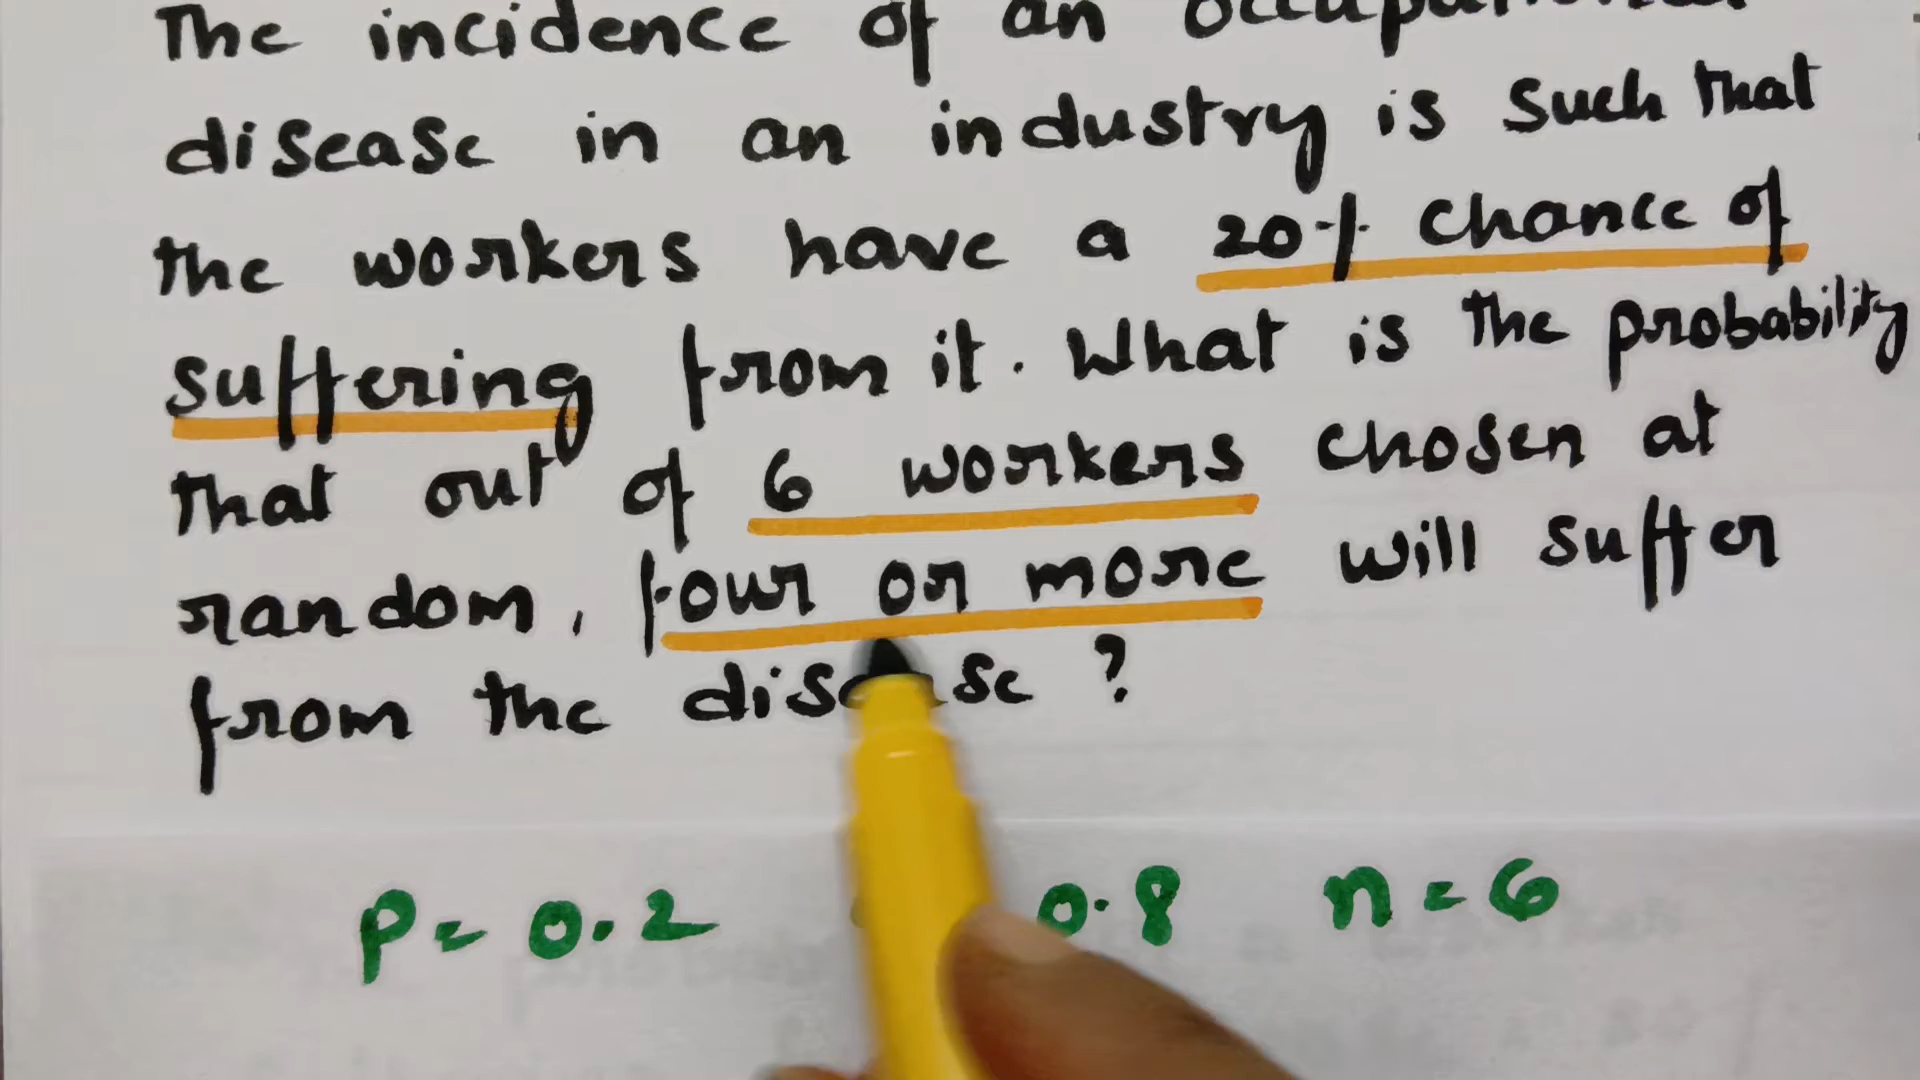 The incidence of an occupational
disease in an industry is such that
the workers have a 20% chance of
suffering from it. What is the probability
that out of 6 workers chosen at
random, four or more will suffer
from the disease?
P = 0.2 0.8 n = 6